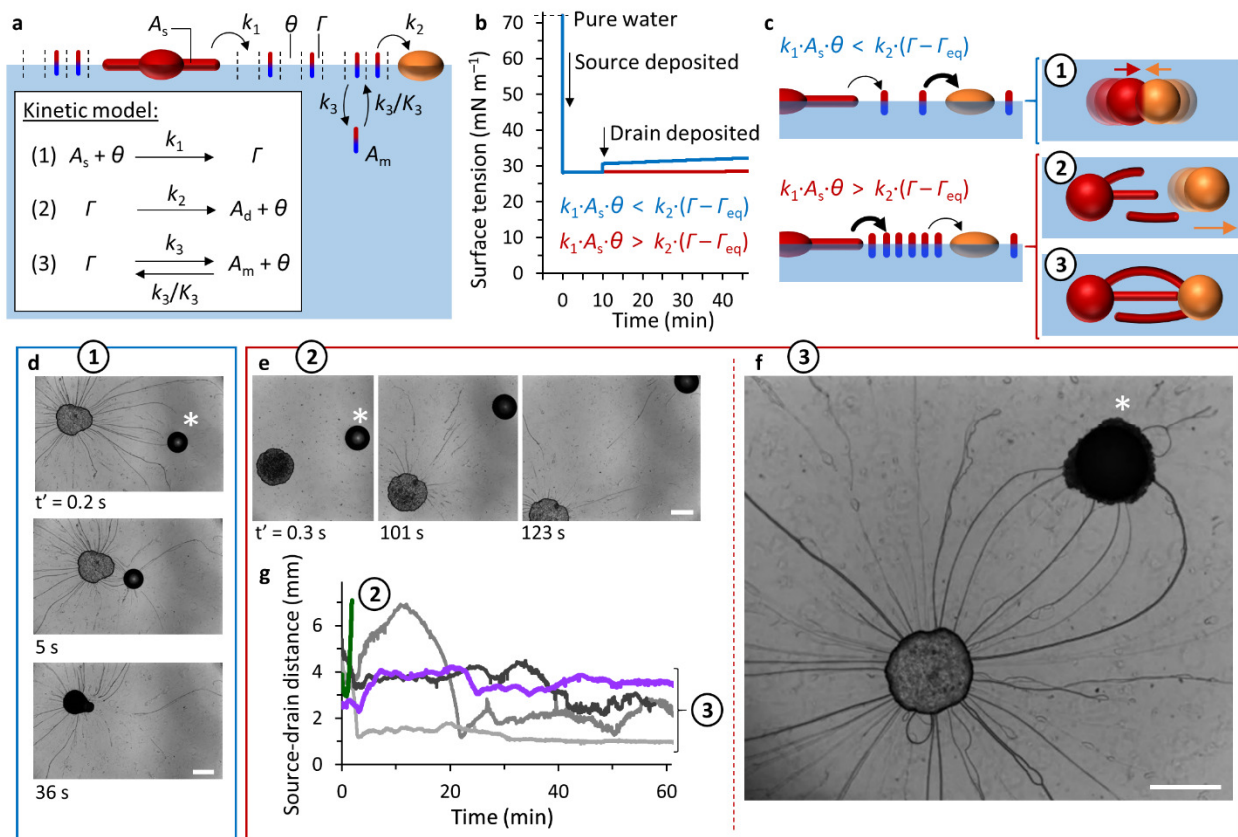 a
A_s
k_1
θ
Γ
k_2
k_3
k_3/K_3
A_m
Kinetic model:
(1) A_s + θ k_1 Γ
(2) Γ k_2 A_d + θ
(3) Γ k_3 A_m + θ
k_3/K_3
b
Surface tension (mN m⁻¹)
70
60
50
40
30
20
10
0
Pure water
Source deposited
Drain deposited
k_1·A_s·θ < k_2·(Γ – Γ_eq)
k_1·A_s·θ > k_2·(Γ – Γ_eq)
0
20
40
Time (min)
c
k_1·A_s·θ < k_2·(Γ – Γ_eq)
k_1·A_s·θ > k_2·(Γ – Γ_eq)
1
2
3
d
1
*
t' = 0.2 s
5 s
36 s
2
e
*
t' = 0.3 s
101 s
123 s
g
Source-drain distance (mm)
6
4
2
0
2
3
0
20
40
60
Time (min)
3
f
*